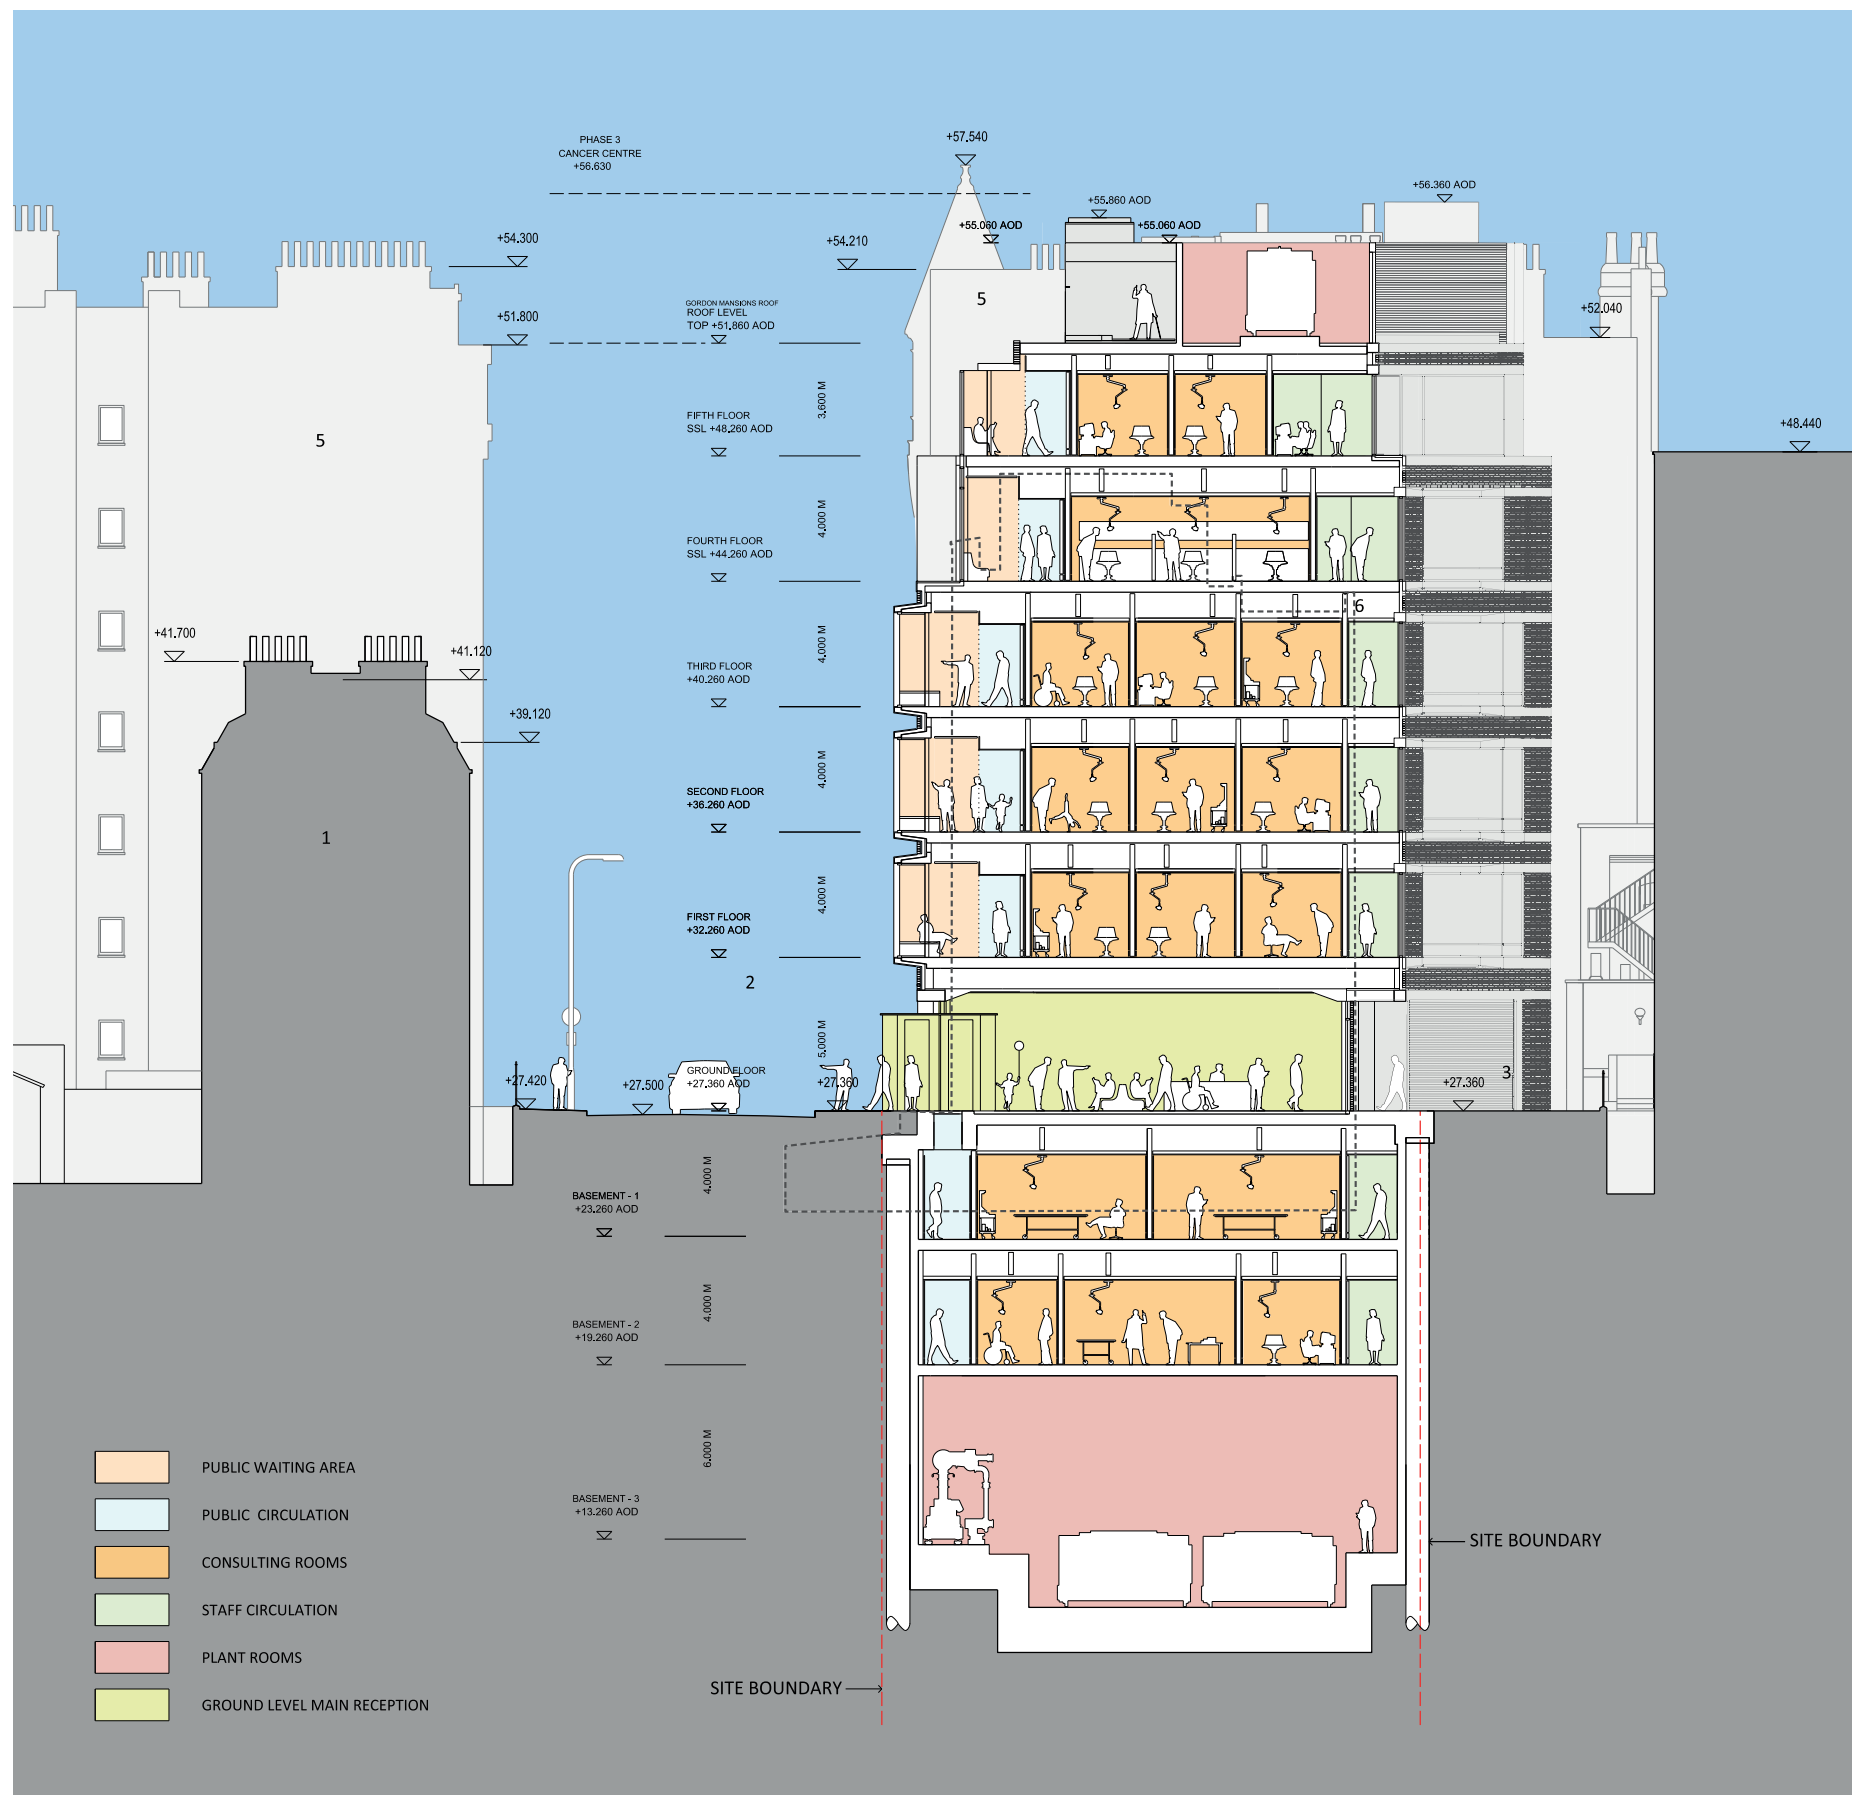 PHASE 3
CANCER CENTRE
+56.630
+57.540
+56.360 AOD
+55.860 AOD
+55.060 AOD
+55.060 AOD
+54.300
+54.210
5
GORDON MANSIONS ROOF
ROOF LEVEL
TOP +51.860 AOD
+51.800
+52.040
3.600 M
FIFTH FLOOR
SSL +48.260 AOD
+48.440
5
4.000 M
FOURTH FLOOR
SSL +44.260 AOD
6
+41.700
+41.120
4.000 M
THIRD FLOOR
+40.260 AOD
+39.120
4.000 M
SECOND FLOOR
+36.260 AOD
1
4.000 M
FIRST FLOOR
+32.260 AOD
2
5.000 M
GROUND FLOOR
+27.360 AOD
+27.420
+27.500
+27.360
+27.360
3
4.000 M
BASEMENT - 1
+23.260 AOD
4.000 M
BASEMENT - 2
+19.260 AOD
6.000 M
BASEMENT - 3
+13.260 AOD
PUBLIC WAITING AREA
PUBLIC CIRCULATION
CONSULTING ROOMS
STAFF CIRCULATION
PLANT ROOMS
GROUND LEVEL MAIN RECEPTION
SITE BOUNDARY
SITE BOUNDARY